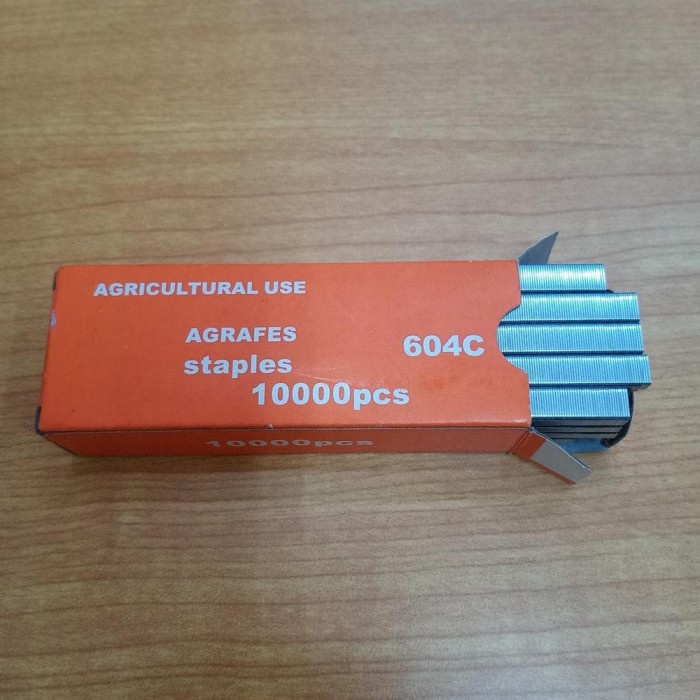 AGRICULTURAL USE
AGRAFES
604C
staples
10000pcs
10000pcs